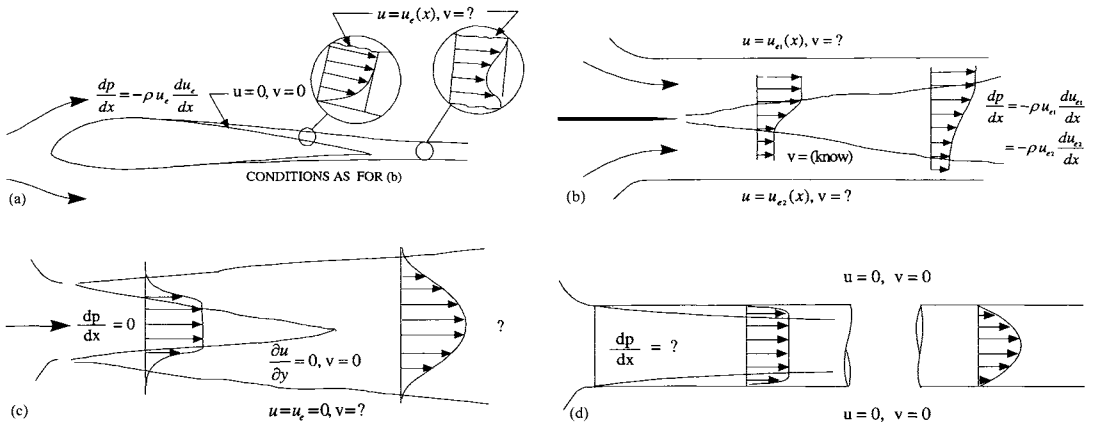 u = u_e(x), v = ?
dp/dx = -ρ u_e du_e/dx
u = 0, v = 0
CONDITIONS AS FOR (b)
(a)
u = u_e1(x), v = ?
dp/dx = -ρ u_e1 du_e1/dx
= -ρ u_e2 du_e2/dx
v = (know)
u = u_e2(x), v = ?
(b)
dp/dx = 0
?
∂u/∂y = 0, v = 0
u = u_e = 0, v = ?
(c)
u = 0, v = 0
dp/dx = ?
u = 0, v = 0
(d)